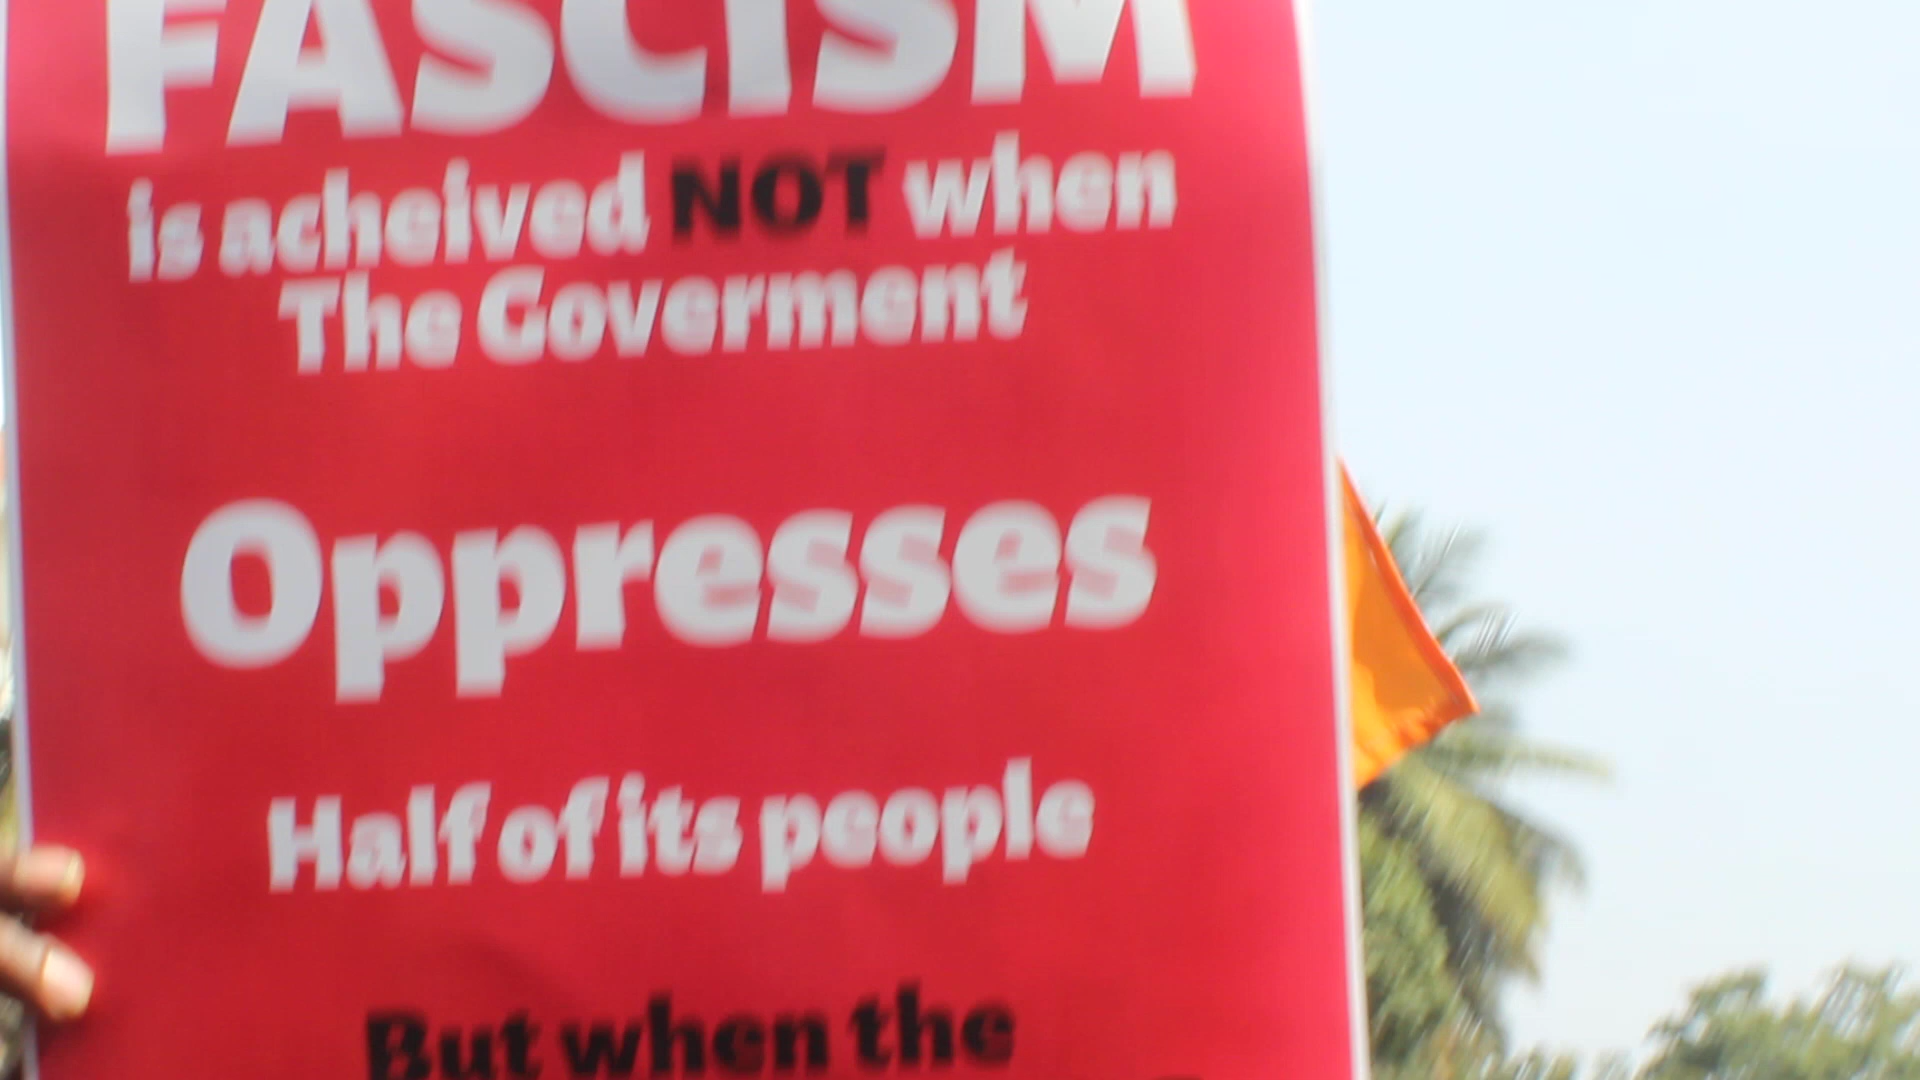 FASCISM
is acheived NOT when
The Goverment
Oppresses
Half of its people
But when the